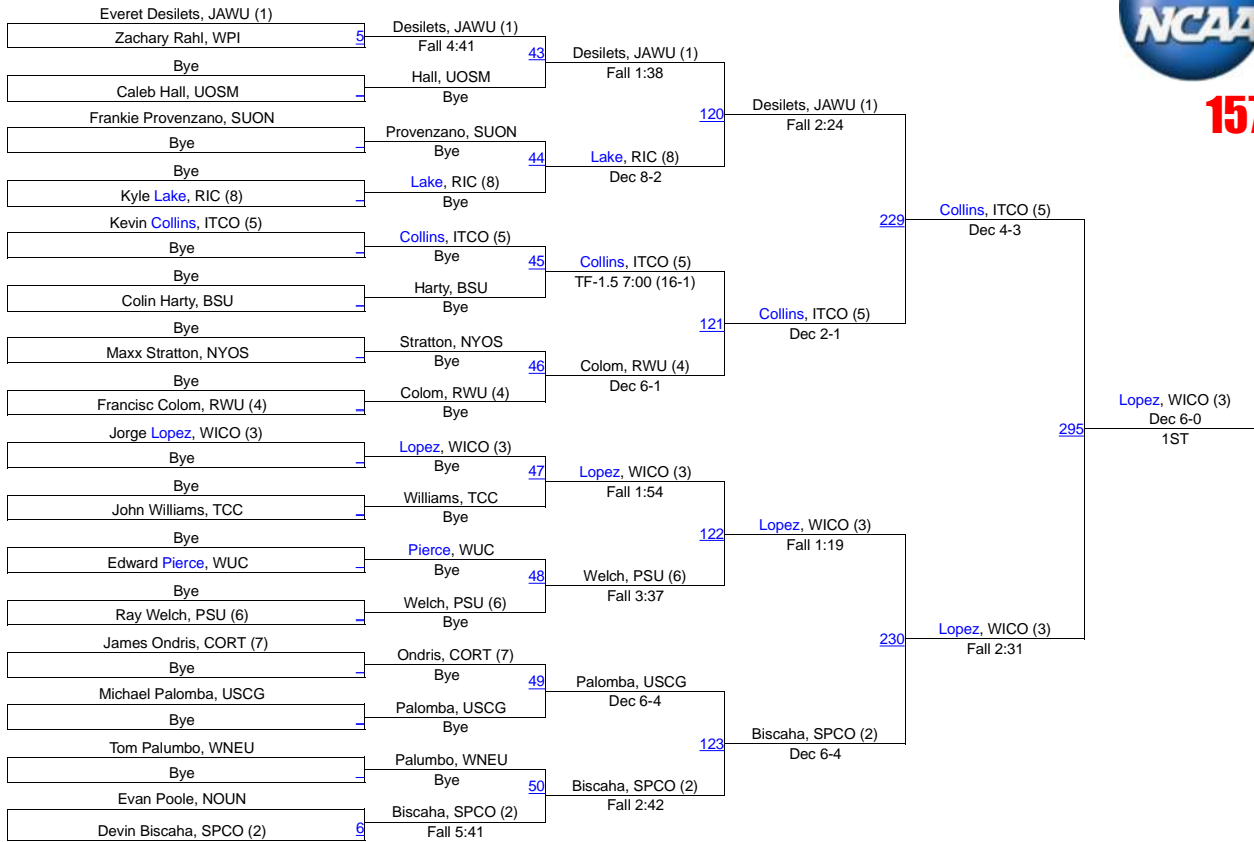 Everet Desilets, JAWU (1)
Zachary Rahl, WPI
5
Bye
Caleb Hall, UOSM
Frankie Provenzano, SUON
Bye
Bye
Kyle Lake, RIC (8)
Kevin Collins, ITCO (5)
Bye
Bye
Colin Harty, BSU
Bye
Maxx Stratton, NYOS
Bye
Francisc Colom, RWU (4)
Jorge Lopez, WICO (3)
Bye
Bye
John Williams, TCC
Bye
Edward Pierce, WUC
Bye
Ray Welch, PSU (6)
James Ondris, CORT (7)
Bye
Michael Palomba, USCG
Bye
Tom Palumbo, WNEU
Bye
Evan Poole, NOUN
Devin Biscaha, SPCO (2)
6
Desilets, JAWU (1)
Fall 4:41
43
Hall, UOSM
Bye
Provenzano, SUON
Bye
44
Lake, RIC (8)
Bye
Collins, ITCO (5)
Bye
45
Harty, BSU
Bye
Stratton, NYOS
Bye
46
Colom, RWU (4)
Bye
Lopez, WICO (3)
Bye
47
Williams, TCC
Bye
Pierce, WUC
Bye
48
Welch, PSU (6)
Bye
Ondris, CORT (7)
Bye
49
Palomba, USCG
Bye
Palumbo, WNEU
Bye
50
Biscaha, SPCO (2)
Fall 5:41
Desilets, JAWU (1)
Fall 1:38
120
Lake, RIC (8)
Dec 8-2
Collins, ITCO (5)
TF-1.5 7:00 (16-1)
121
Colom, RWU (4)
Dec 6-1
Lopez, WICO (3)
Fall 1:54
122
Welch, PSU (6)
Fall 3:37
Palomba, USCG
Dec 6-4
123
Biscaha, SPCO (2)
Fall 2:42
Desilets, JAWU (1)
Fall 2:24
229
Collins, ITCO (5)
Dec 2-1
Lopez, WICO (3)
Fall 1:19
230
Biscaha, SPCO (2)
Dec 6-4
Collins, ITCO (5)
Dec 4-3
295
Lopez, WICO (3)
Fall 2:31
Lopez, WICO (3)
Dec 6-0
1ST
NCAA
157